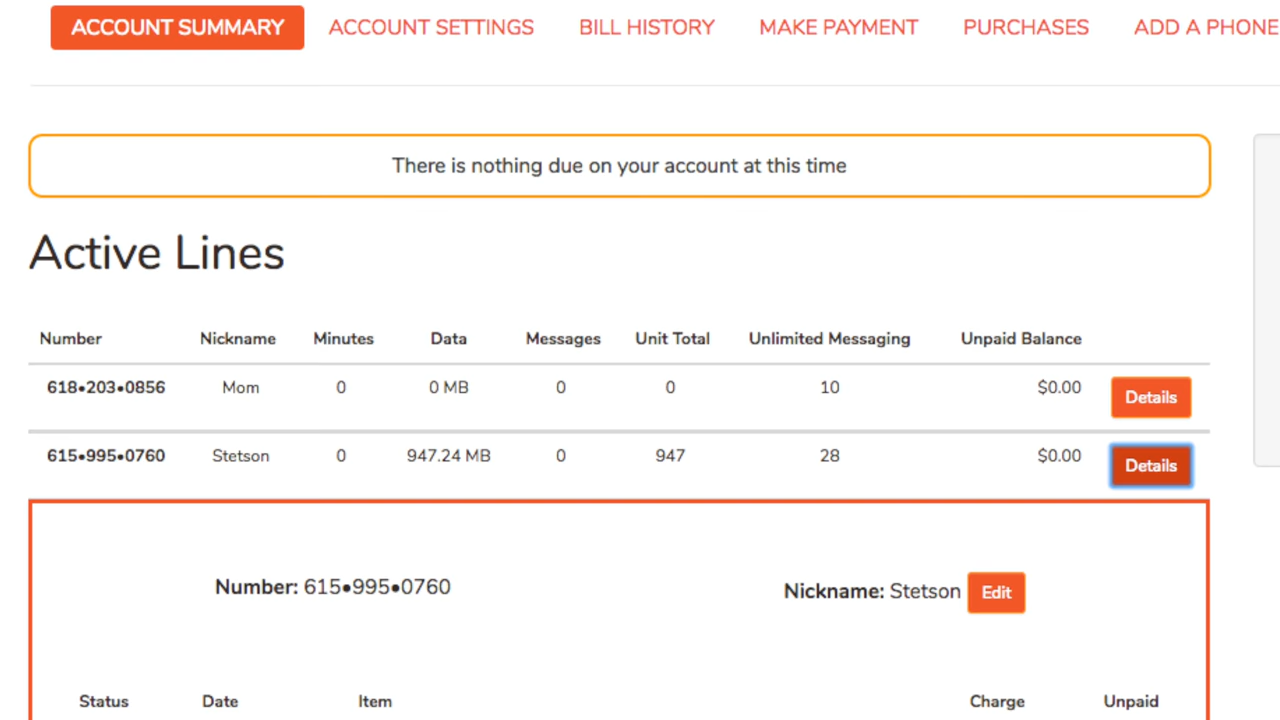 ACCOUNT SUMMARY ACCOUNT SETTINGS BILL HISTORY MAKE PAYMENT PURCHASES ADD A PHONE
There is nothing due on your account at this time
Active Lines
Number Nickname Minutes Data Messages Unit Total Unlimited Messaging Unpaid Balance
618•203•0856 Mom 0 0 MB 0 0 10 $0.00 Details
615•995•0760 Stetson 0 947.24 MB 0 947 28 $0.00 Details
Number: 615•995•0760 Nickname: Stetson Edit
Status Date Item Charge Unpaid